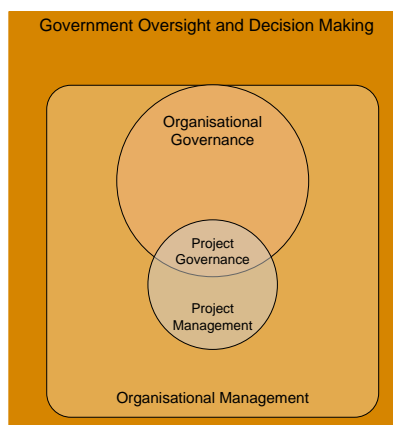 Government Oversight and Decision Making
Organisational
Governance
Project
Governance
Project
Management
Organisational Management